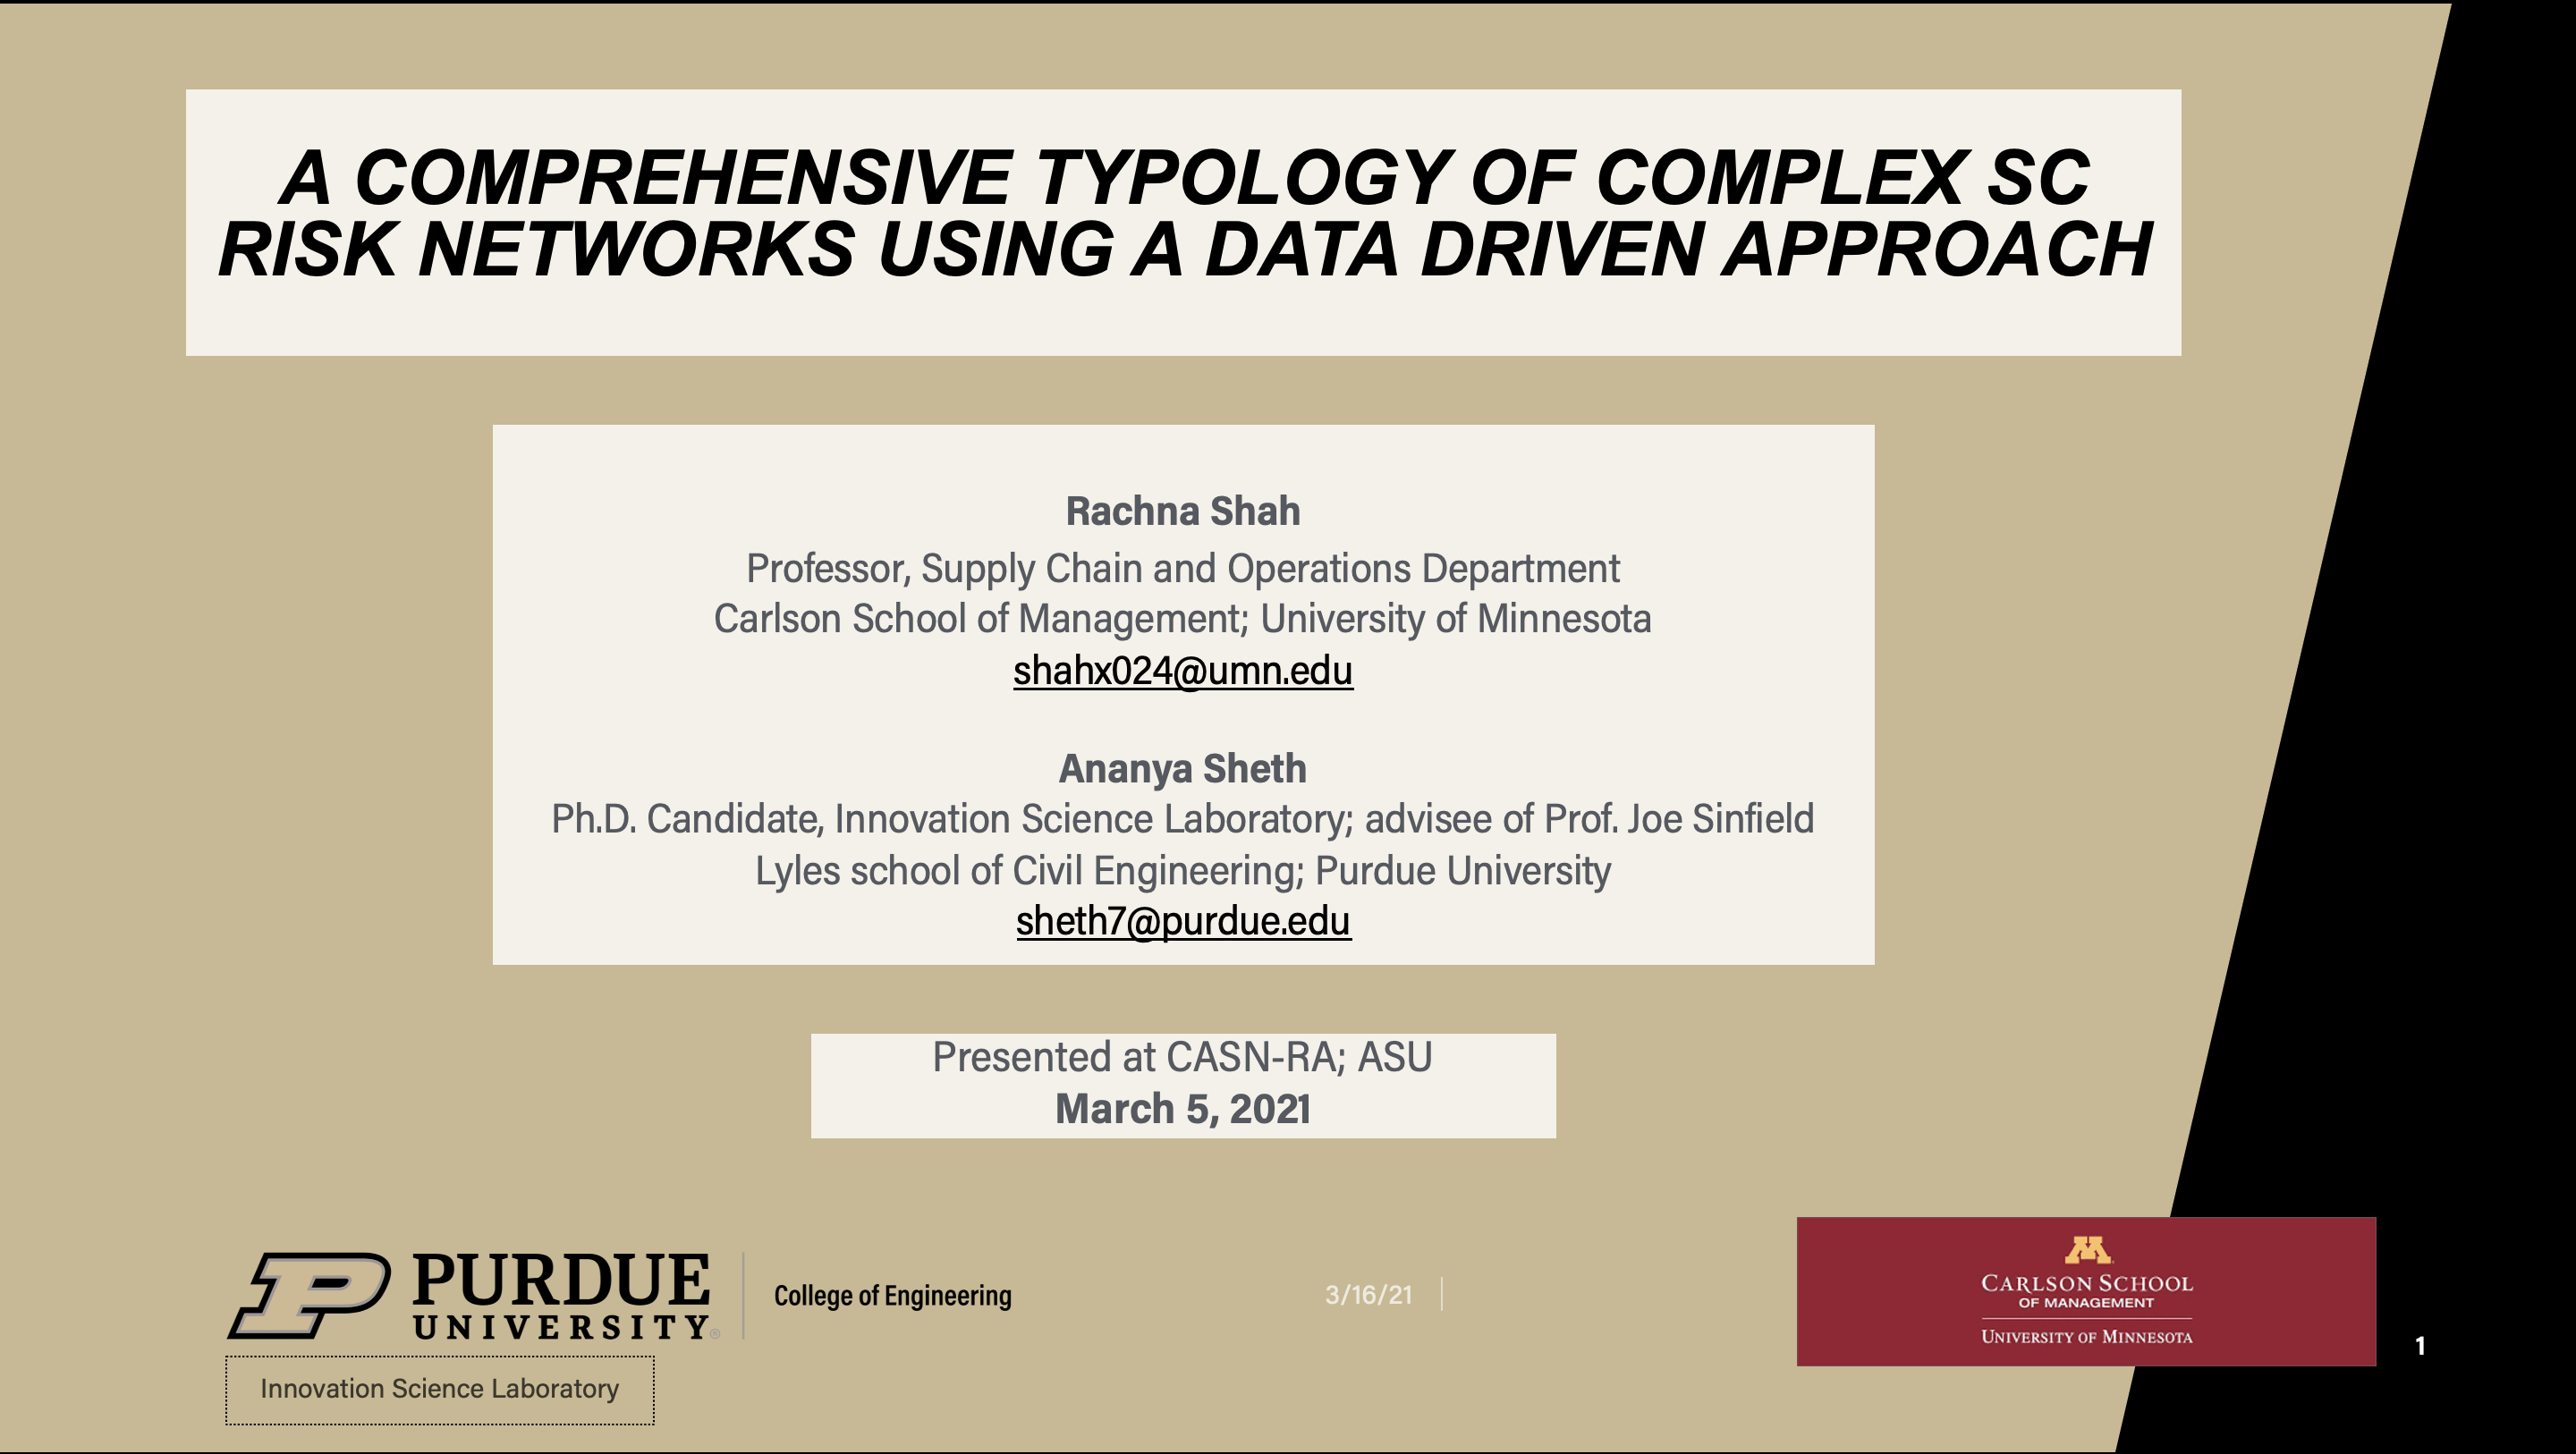 A COMPREHENSIVE TYPOLOGY OF COMPLEX SC
RISK NETWORKS USING A DATA DRIVEN APPROACH
Rachna Shah
Professor, Supply Chain and Operations Department
Carlson School of Management; University of Minnesota
shahx024@umn.edu
Ananya Sheth
Ph.D. Candidate, Innovation Science Laboratory; advisee of Prof. Joe Sinfield
Lyles school of Civil Engineering; Purdue University
sheth7@purdue.edu
Presented at CASN-RA; ASU
March 5, 2021
P PURDUE
UNIVERSITY®
College of Engineering
Innovation Science Laboratory
3/16/21
M
CARLSON SCHOOL
OF MANAGEMENT
UNIVERSITY OF MINNESOTA
1